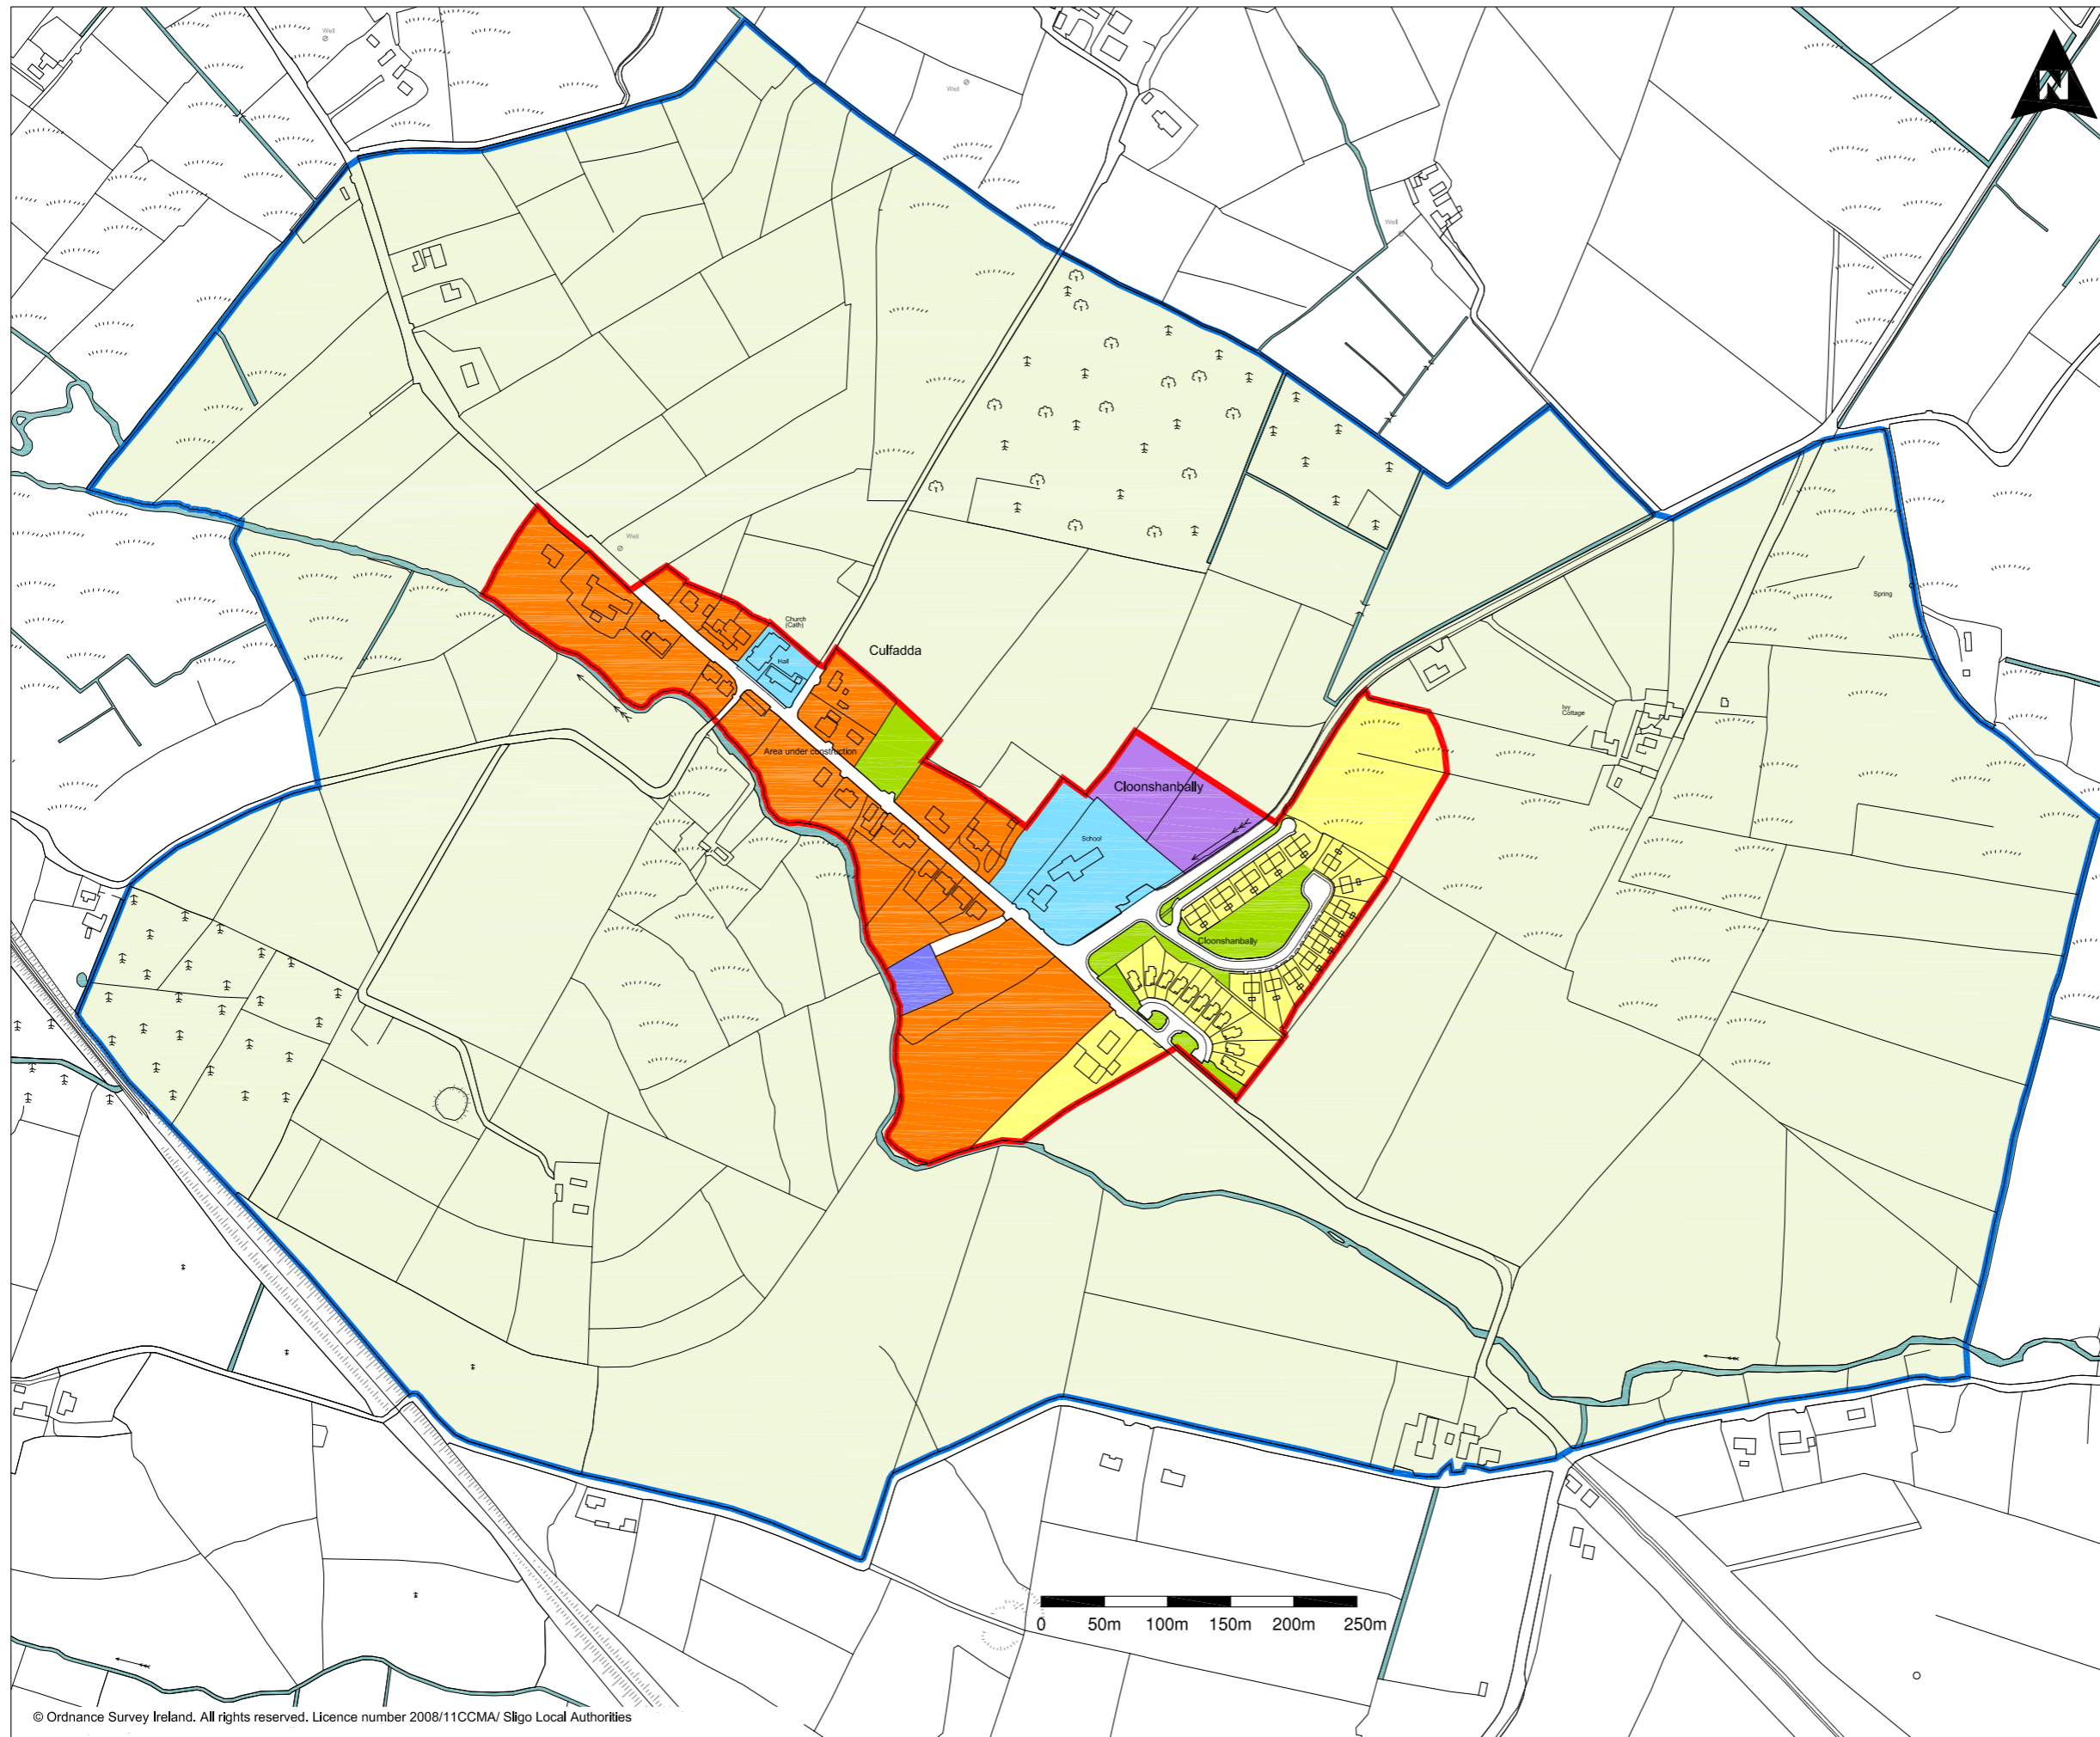 Well
N
Well
Well
Well
Spring
Church
(Cath)
Culfadda
Hall
Ivy
Cottage
Area under construction
Cloonshanbally
School
Cloonshanbally
0 50m 100m 150m 200m 250m
© Ordnance Survey Ireland. All rights reserved. Licence number 2008/11CCMA/ Sligo Local Authorities